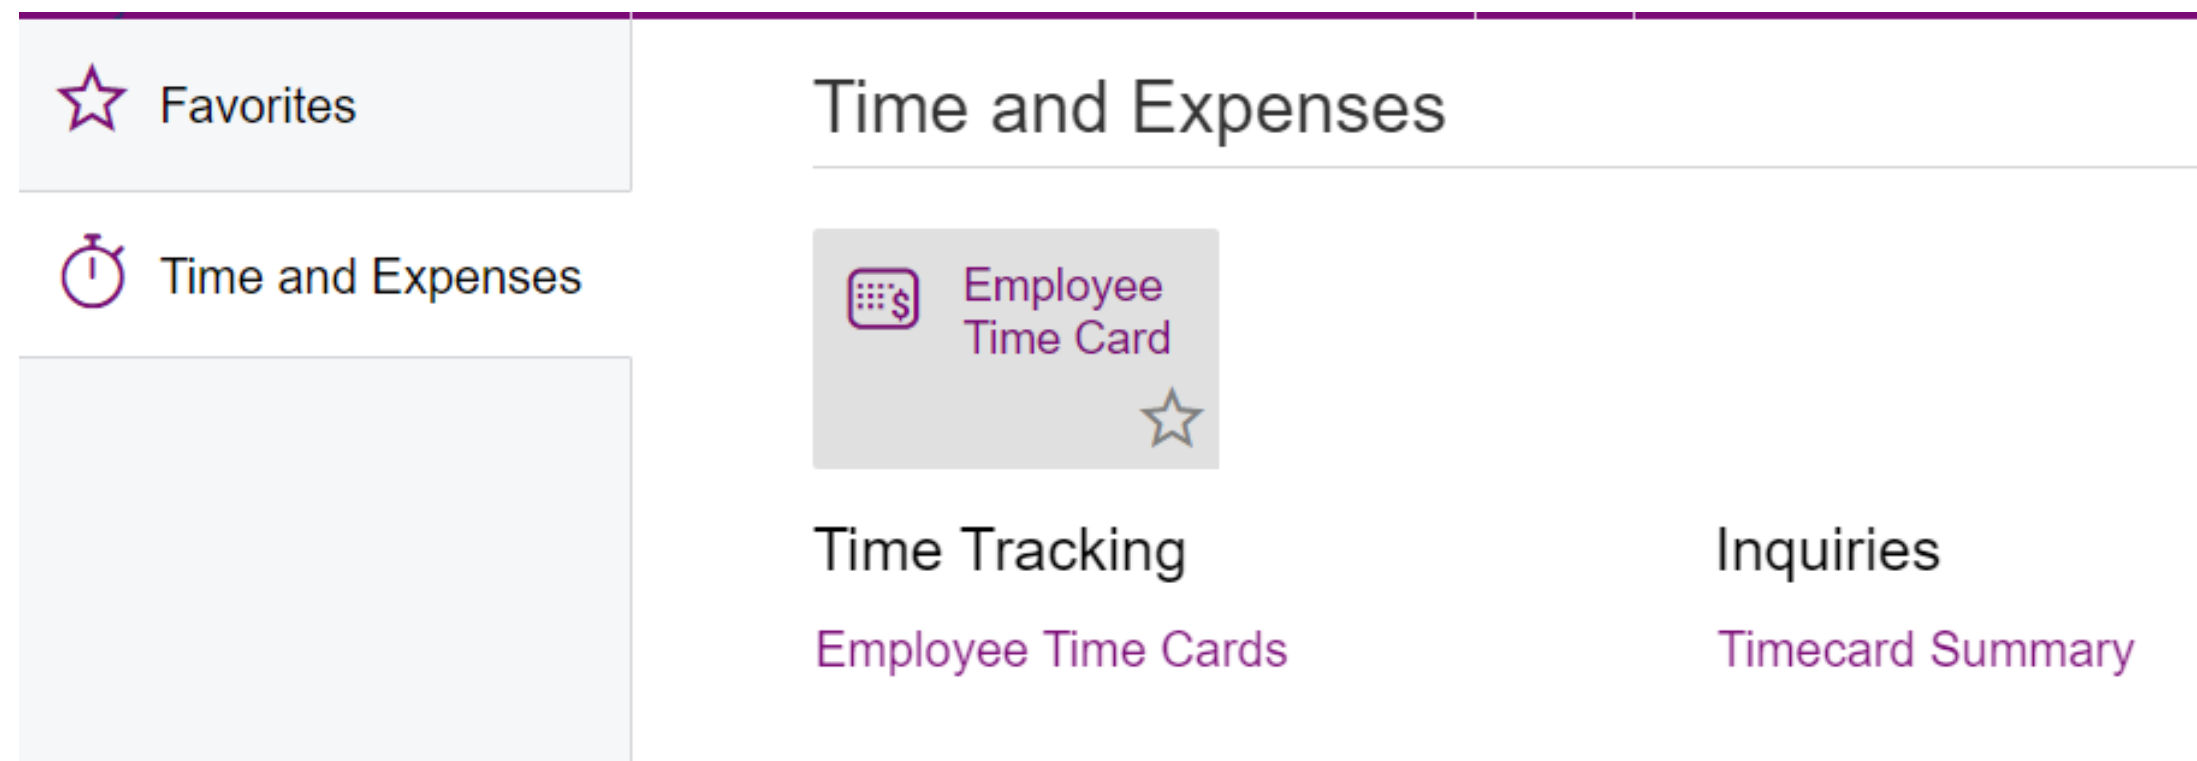 Favorites
Time and Expenses
Time and Expenses
Employee
Time Card
Time Tracking
Employee Time Cards
Inquiries
Timecard Summary